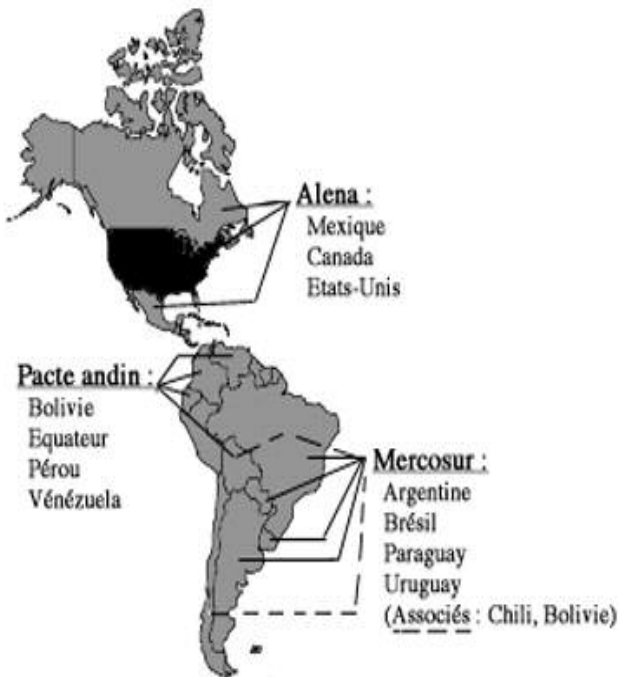 Alena :
Mexique
Canada
Etats-Unis
Pacte andin :
Bolivie
Equateur
Pérou
Vénézuela
Mercosur :
Argentine
Brésil
Paraguay
Uruguay
(Associés : Chili, Bolivie)